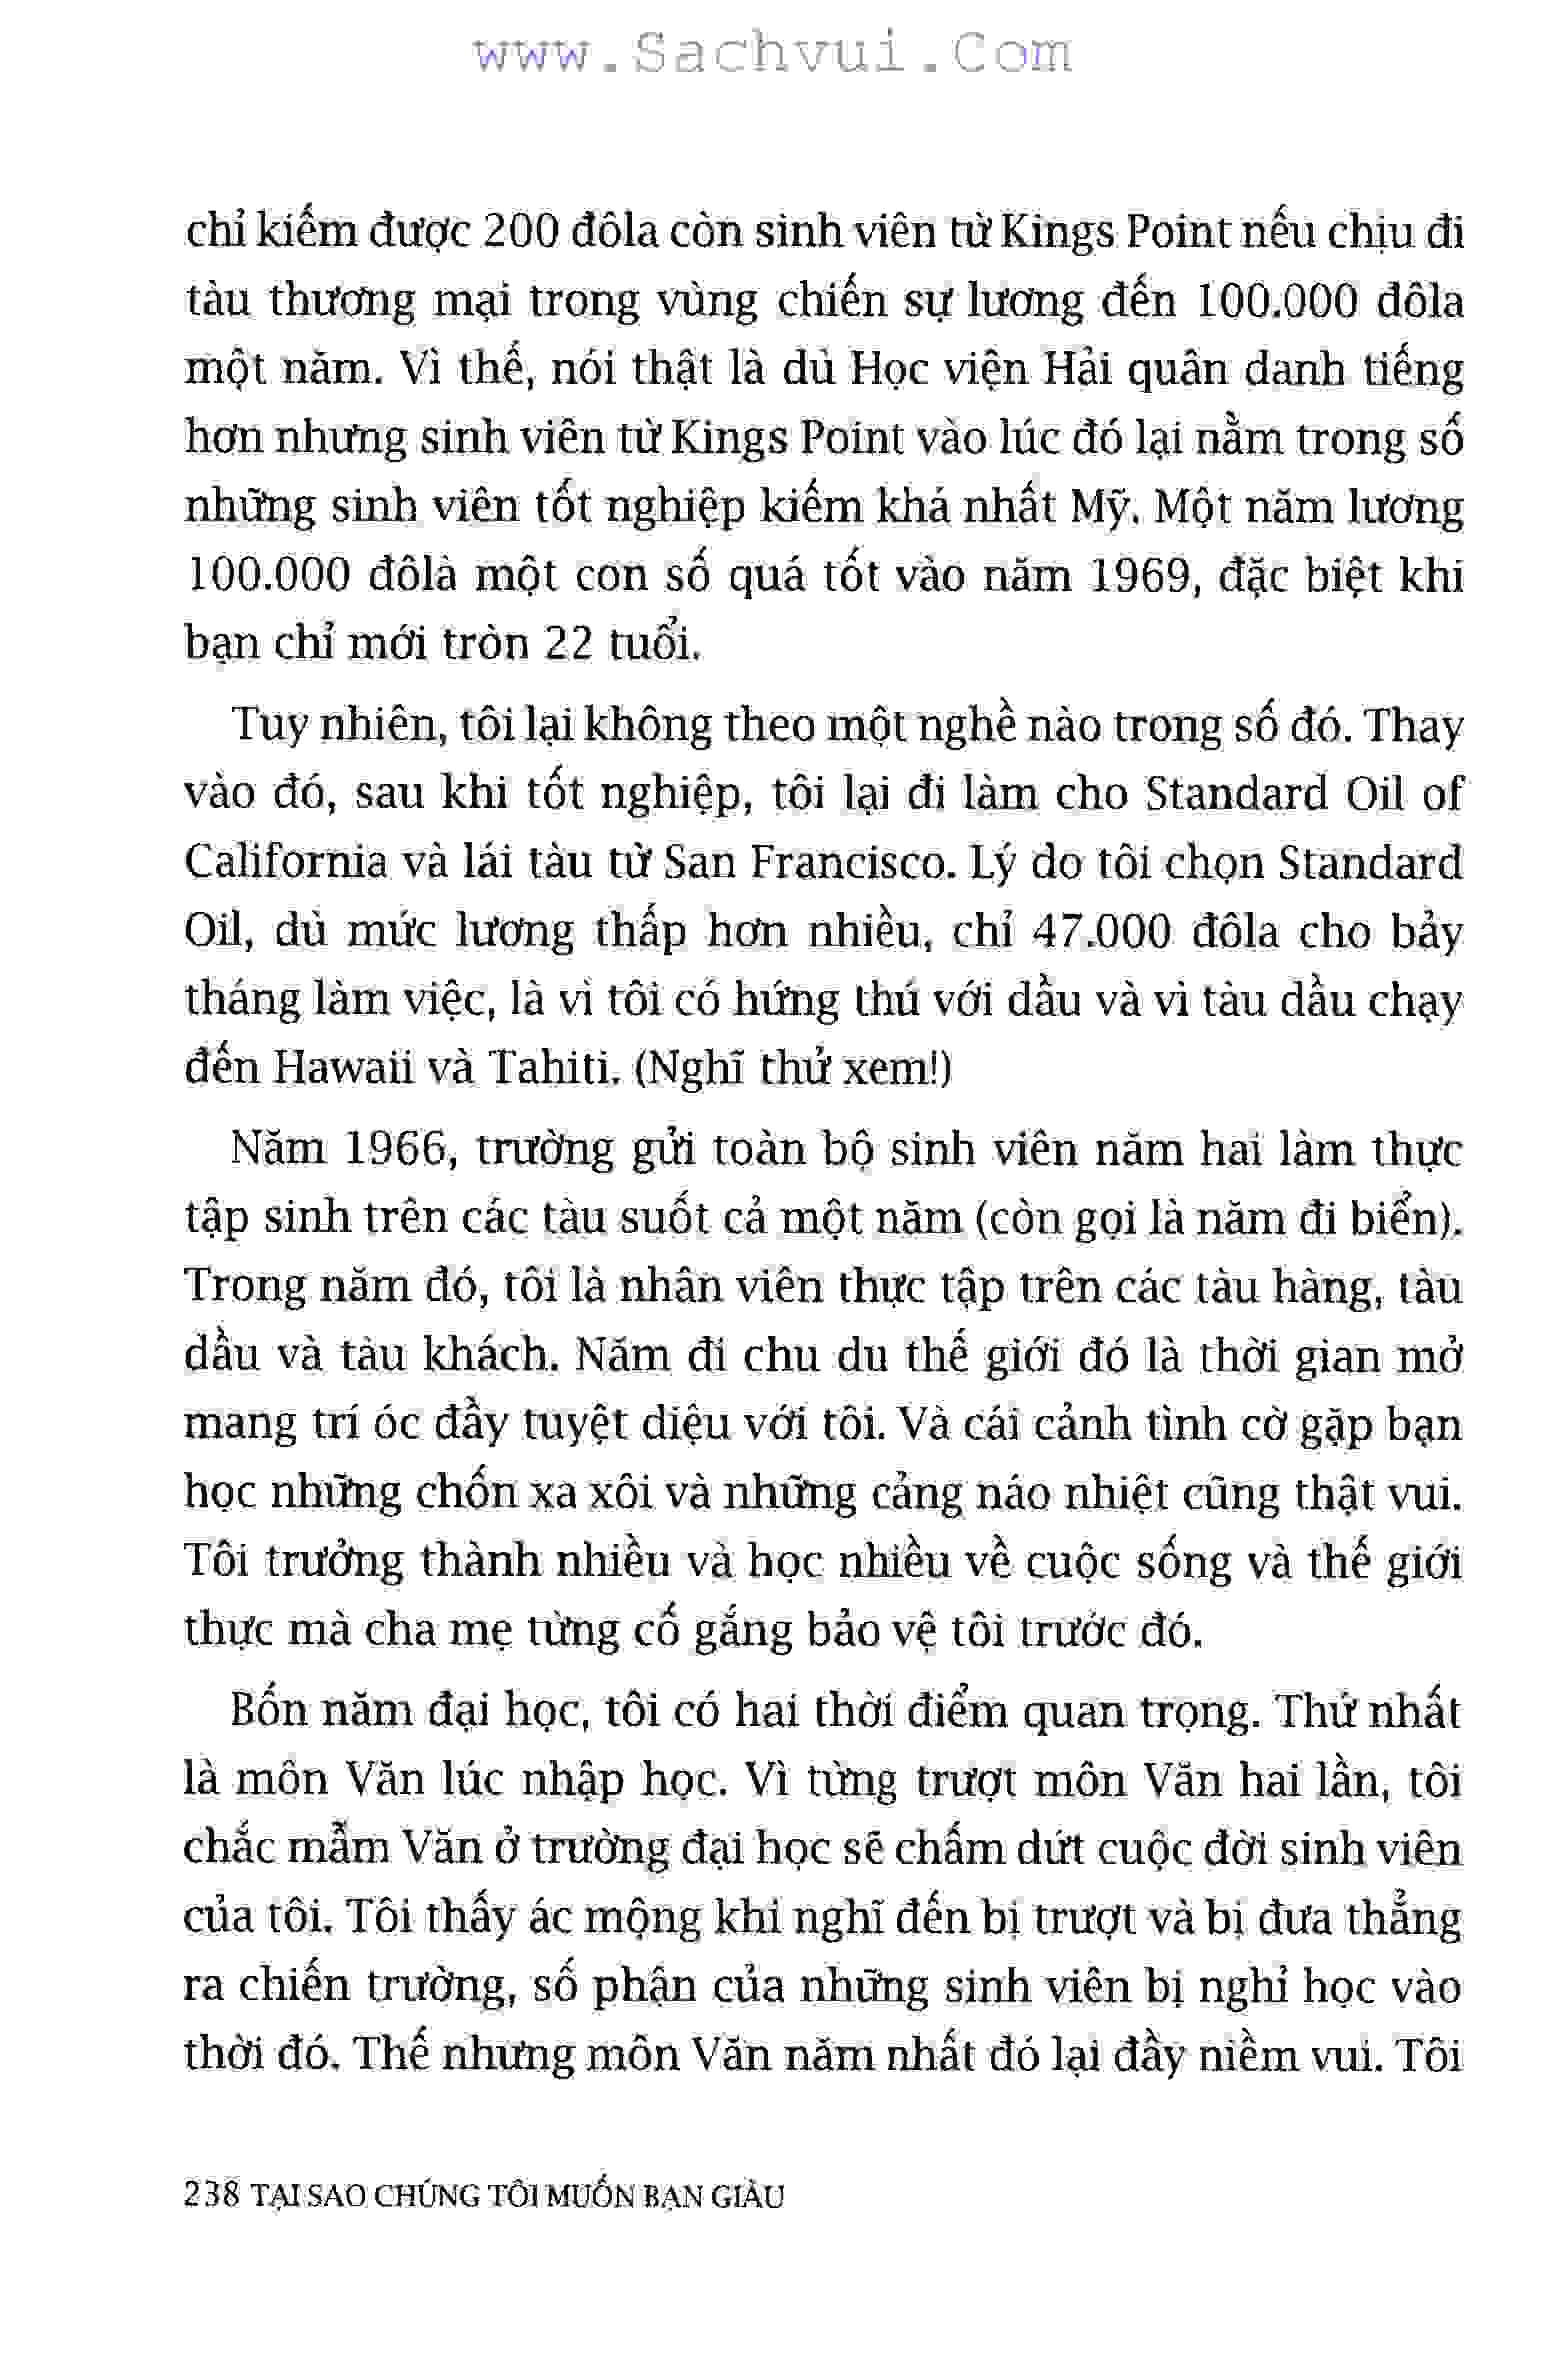 www.Sachvui.Com
chỉ kiếm được 200 đôla còn sinh viên từ Kings Point nếu chịu đi
tàu thương mại trong vùng chiến sự lương đến 100.000 đôla
một năm. Vì thế, nói thật là dù Học viện Hải quân danh tiếng
hơn nhưng sinh viên từ Kings Point vào lúc đó lại nằm trong số
những sinh viên tốt nghiệp kiếm khá nhất Mỹ. Một năm lương
100.000 đôlà một con số quá tốt vào năm 1969, đặc biệt khi
bạn chỉ mới tròn 22 tuổi.
Tuy nhiên, tôi lại không theo một nghề nào trong số đó. Thay
vào đó, sau khi tốt nghiệp, tôi lại đi làm cho Standard Oil of
California và lái tàu từ San Francisco. Lý do tôi chọn Standard
Oil, dù mức lương thấp hơn nhiều, chỉ 47.000 đôla cho bảy
tháng làm việc, là vì tôi có hứng thú với dầu và vì tàu dầu chạy
đến Hawaii và Tahiti. (Nghĩ thử xem!)
Năm 1966, trường gửi toàn bộ sinh viên năm hai làm thực
tập sinh trên các tàu suốt cả một năm (còn gọi là năm đi biển).
Trong năm đó, tôi là nhân viên thực tập trên các tàu hàng, tàu
dầu và tàu khách. Năm đi chu du thế giới đó là thời gian mở
mang trí óc đầy tuyệt diệu với tôi. Và cái cảnh tình cờ gặp bạn
học những chốn xa xôi và những cảng náo nhiệt cũng thật vui.
Tôi trưởng thành nhiều và học nhiều về cuộc sống và thế giới
thực mà cha mẹ từng cố gắng bảo vệ tôi trước đó.
Bốn năm đại học, tôi có hai thời điểm quan trọng. Thứ nhất
là môn Văn lúc nhập học. Vì từng trượt môn Văn hai lần, tôi
chắc mẫm Văn ở trường đại học sẽ chấm dứt cuộc đời sinh viên
của tôi. Tôi thấy ác mộng khi nghĩ đến bị trượt và bị đưa thẳng
ra chiến trường, số phận của những sinh viên bị nghỉ học vào
thời đó. Thế nhưng môn Văn năm nhất đó lại đầy niềm vui. Tôi
238 TẠI SAO CHÚNG TÔI MUỐN BẠN GIÀU